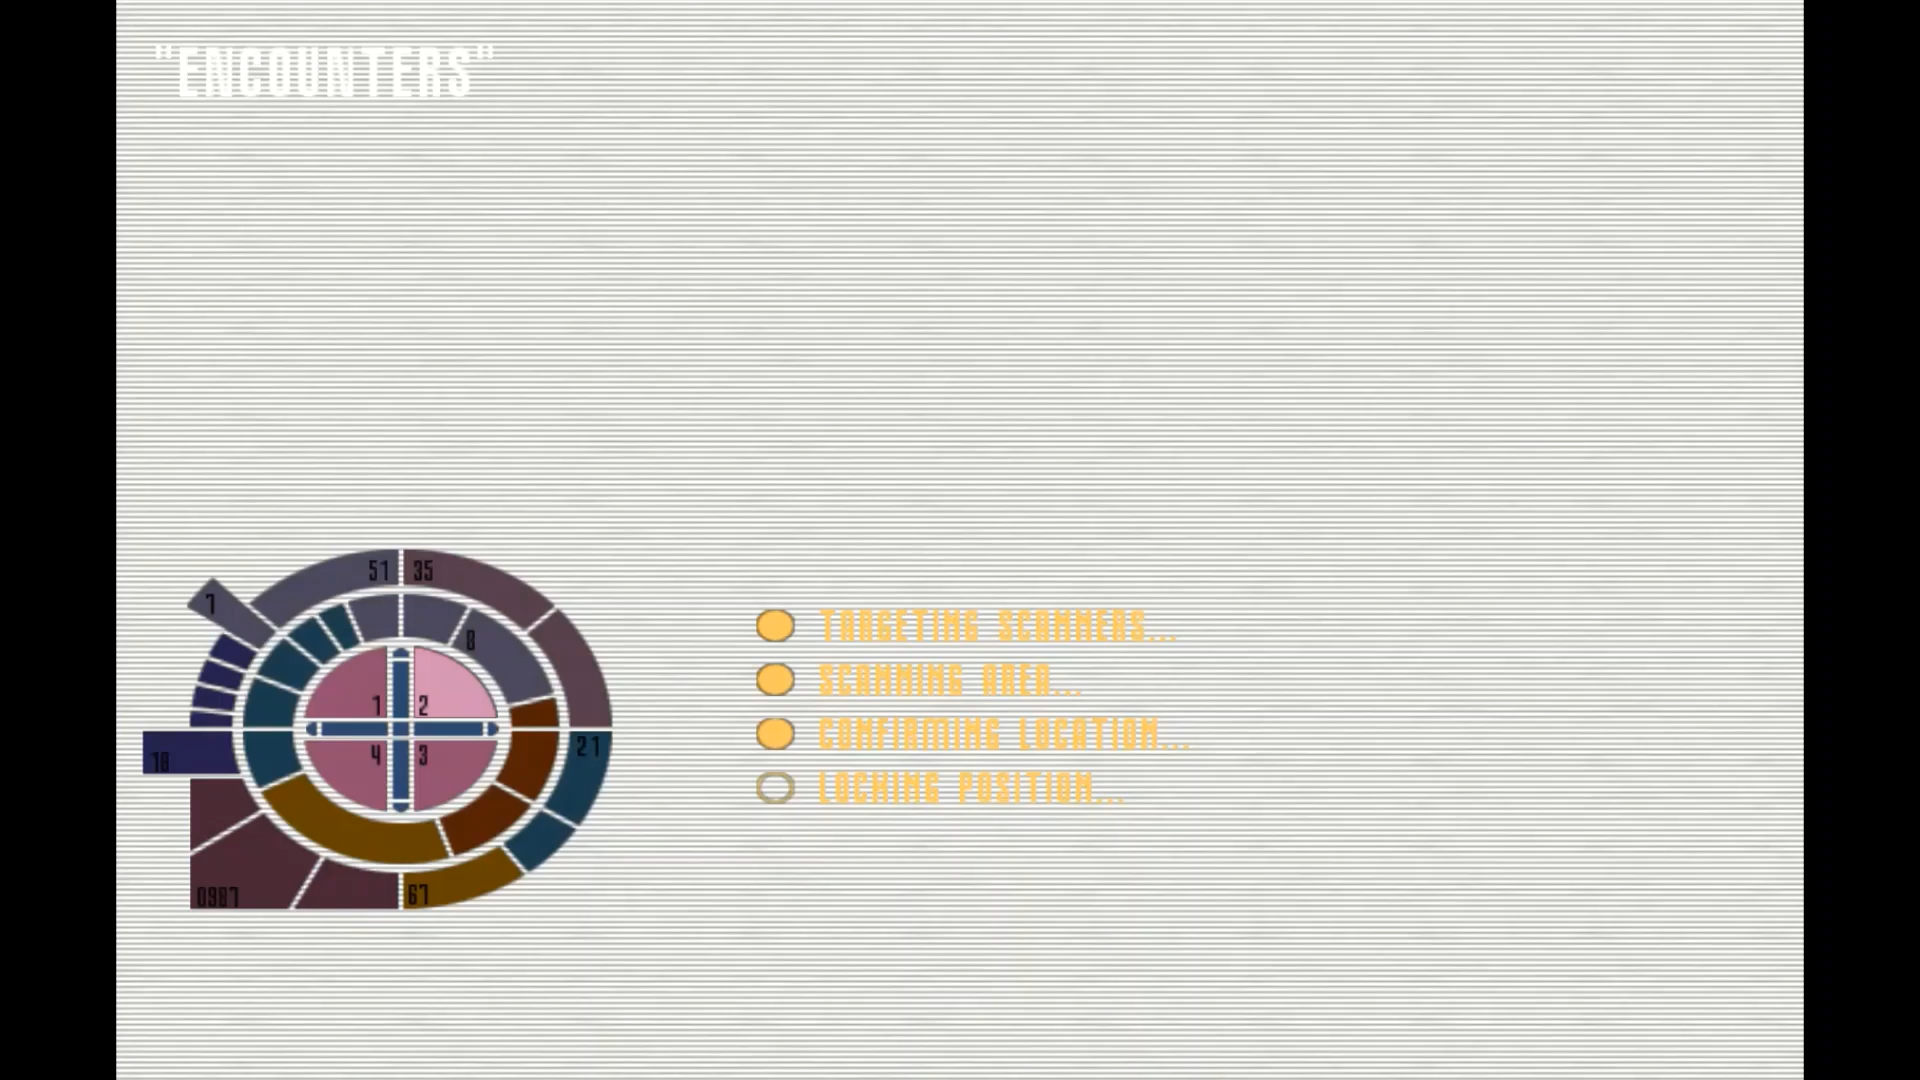 "ENCOUNTERS"
51 35
7
8
1 2
4 3
21
18
0987
67
TARGETING SCANNERS...
SCANNING AREA...
CONFIRMING LOCATION...
LOCKING POSITION...